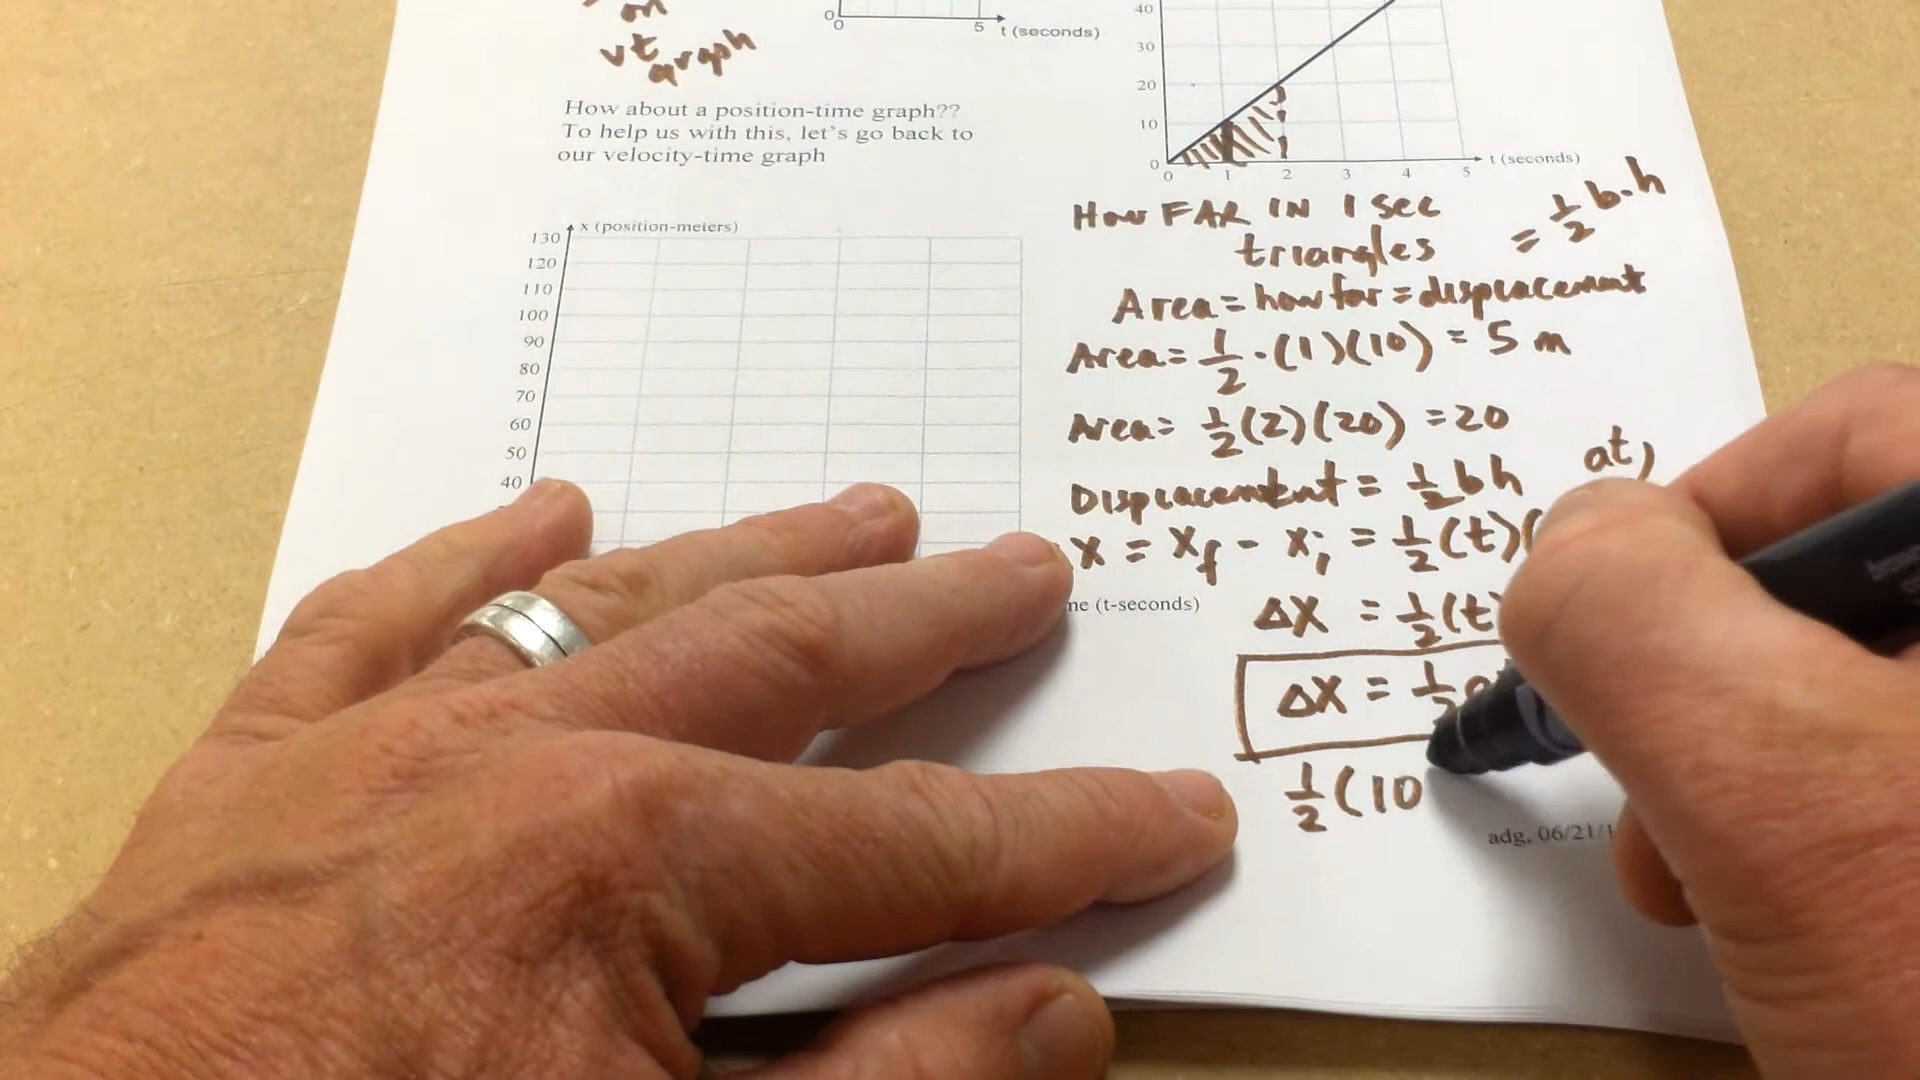 on
vt
graph
0
0
5
t (seconds)
How about a position-time graph??
To help us with this, let's go back to
our velocity-time graph
x (position-meters)
130
120
110
100
90
80
70
60
50
40
40
30
20
10
0
0
1
2
3
4
5
t (seconds)
How FAR IN 1 sec
triangles
= 1/2 b·h
Area = how far = displacement
Area = 1/2 · (1)(10) = 5 m
Area = 1/2 (2)(20) = 20
Displacement = 1/2 bh
at)
x = xf - xi = 1/2 (t)(
(t-seconds)
Δx = 1/2 (t)
Δx = 1/2
1/2 (10
adg, 06/21/1